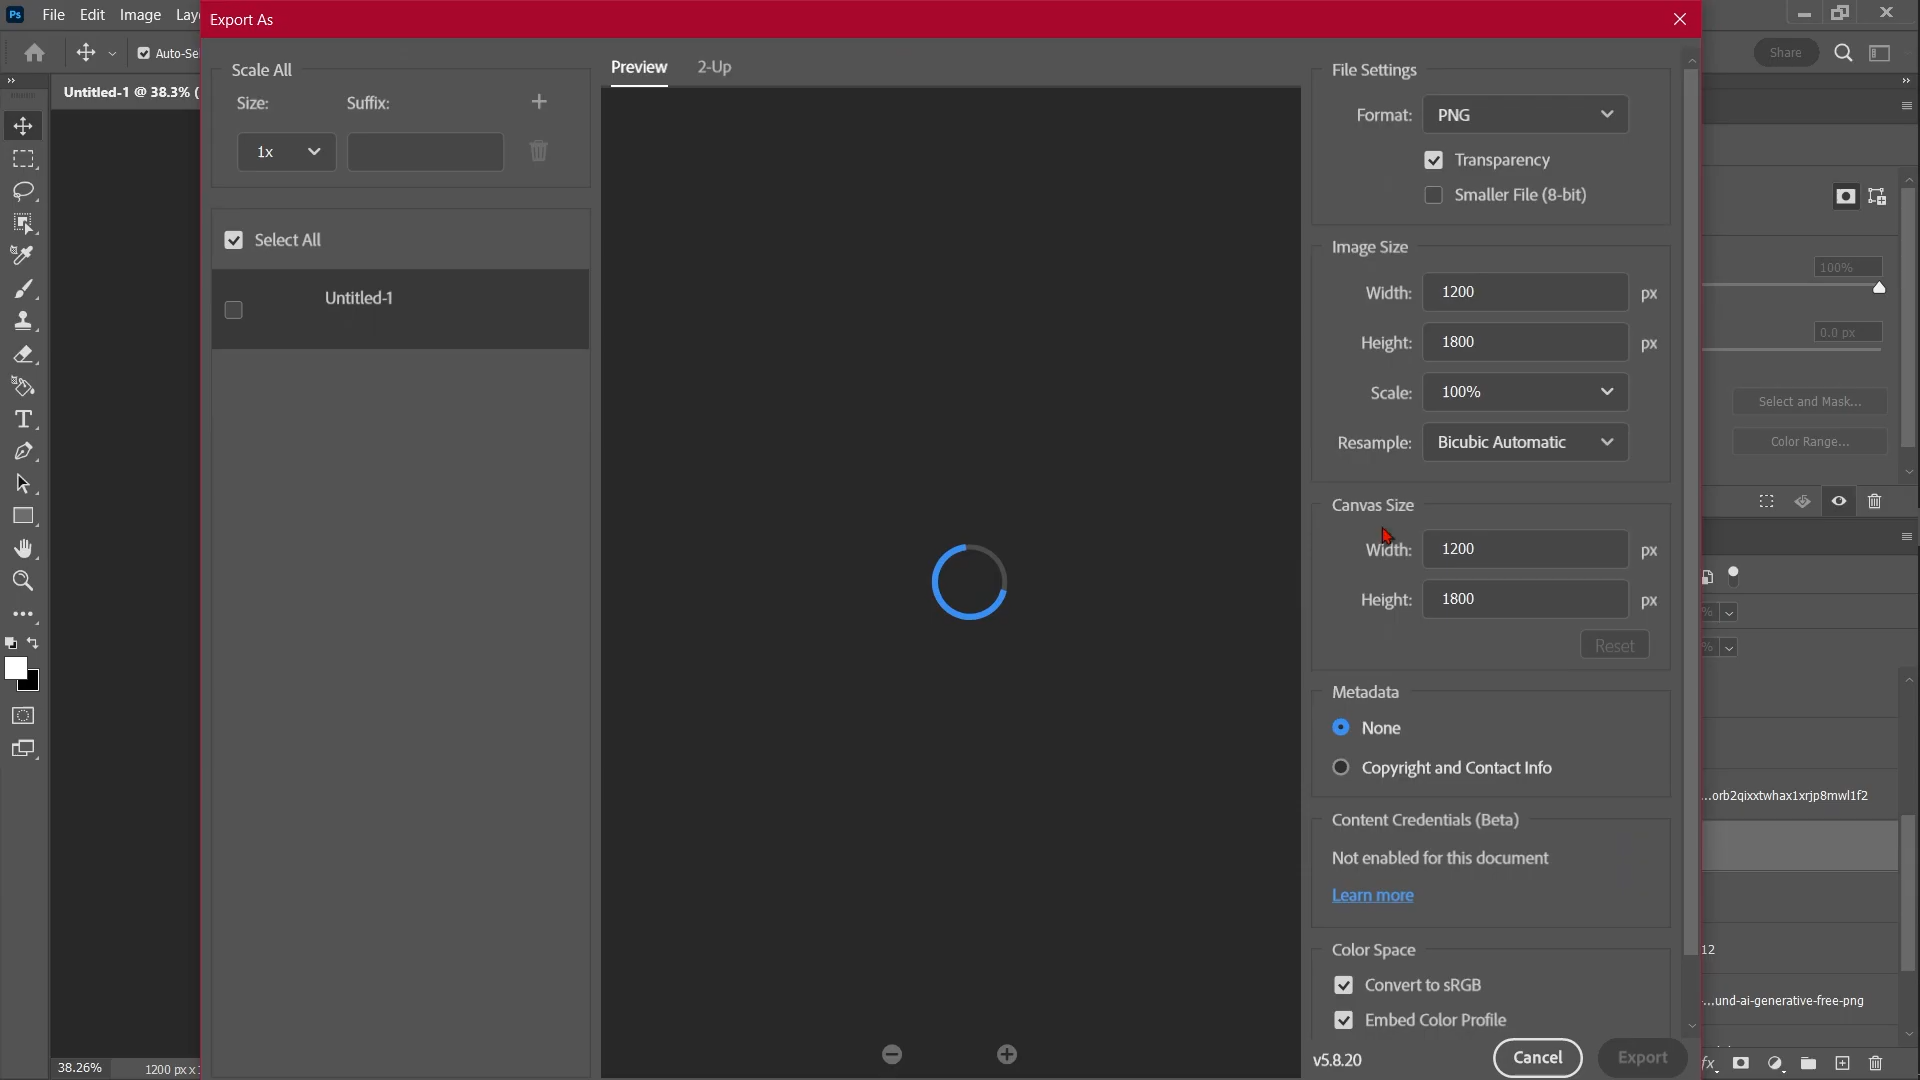 Ps File Edit Image Lay
Export As
Auto-Se
Share
Untitled-1 @ 38.3% (
Scale All
Size:
Suffix:
1x
Select All
Untitled-1
Preview
2-Up
File Settings
Format: PNG
Transparency
Smaller File (8-bit)
Image Size
Width: 1200 px
Height: 1800 px
Scale: 100%
Resample: Bicubic Automatic
Canvas Size
Width: 1200 px
Height: 1800 px
Reset
Metadata
None
Copyright and Contact Info
Content Credentials (Beta)
Not enabled for this document
Learn more
Color Space
Convert to sRGB
Embed Color Profile
v5.8.20
Cancel
Export
100%
0.0 px
Select and Mask...
Color Range...
%
%
...orb2qixxtwhax1xrjp8mwl1f2
12
...und-ai-generative-free-png
fx
38.26%
1200 px x